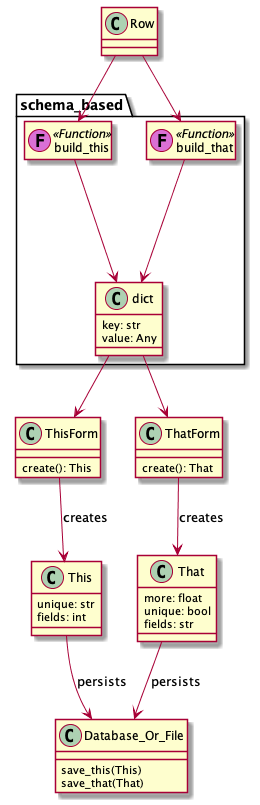 C Row
schema_based
F «Function»
build_this
F «Function»
build_that
C dict
key: str
value: Any
C ThisForm
create(): This
C ThatForm
create(): That
creates
creates
C This
unique: str
fields: int
C That
more: float
unique: bool
fields: str
persists
persists
C Database_Or_File
save_this(This)
save_that(That)